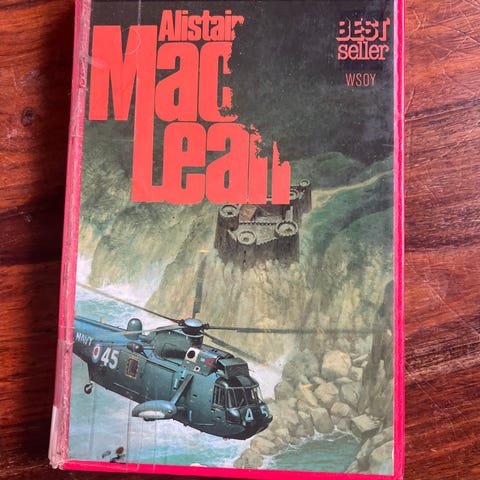 Alistair
Mac
Lean
BEST
seller
WSOY
NAVY
45
A